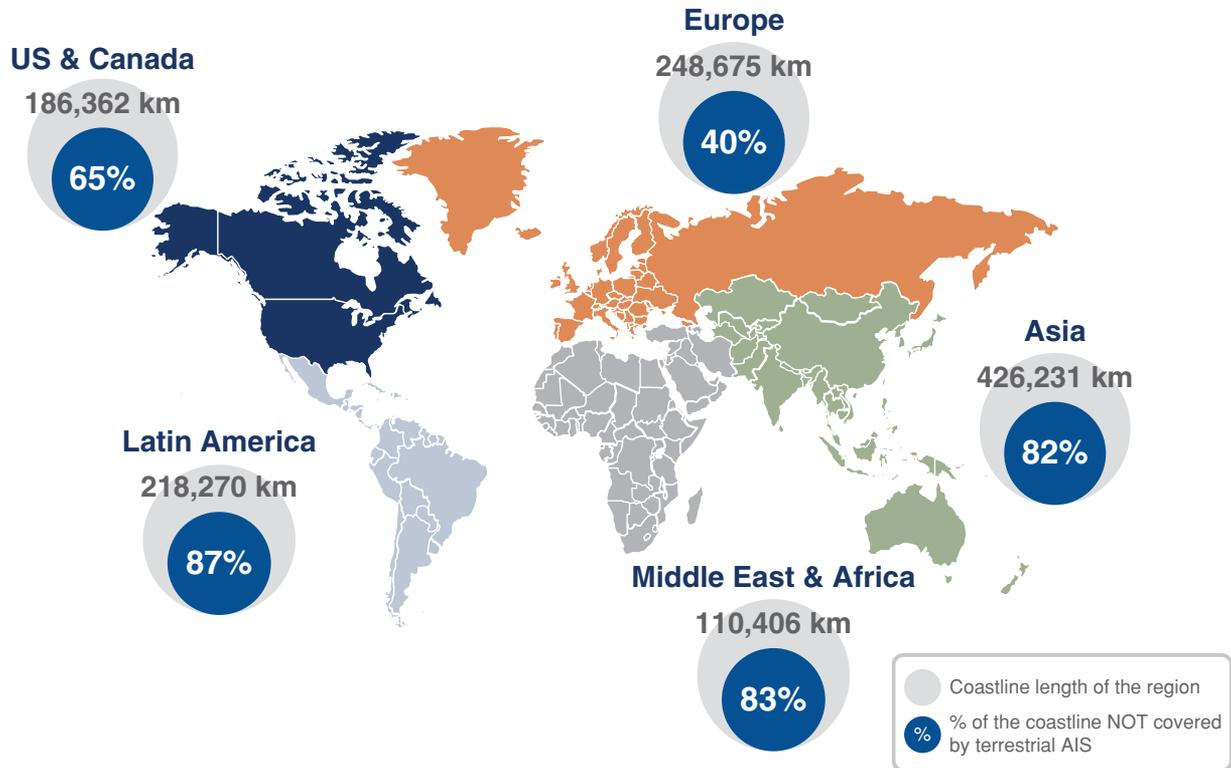 Europe
248,675 km
40%
US & Canada
186,362 km
65%
Asia
426,231 km
82%
Latin America
218,270 km
87%
Middle East & Africa
110,406 km
83%
Coastline length of the region
%
% of the coastline NOT covered
by terrestrial AIS